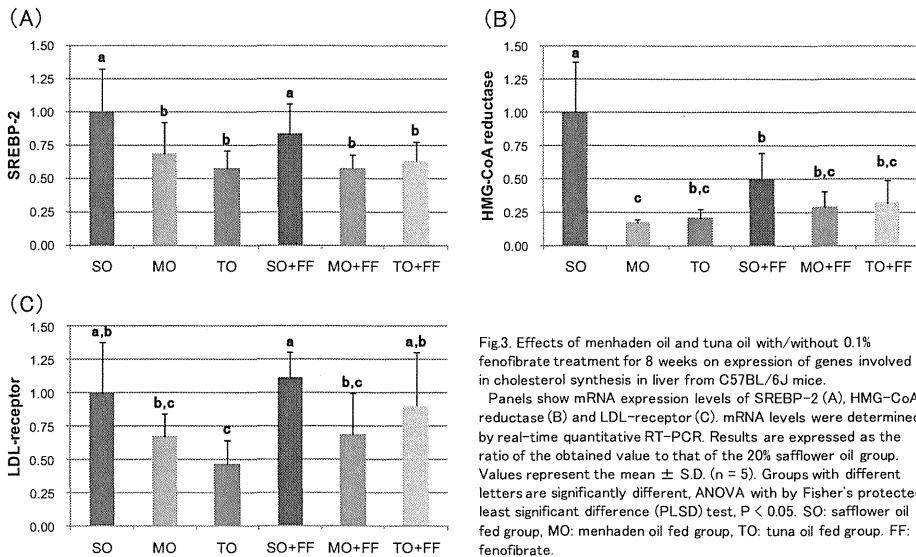 (A)
1.50
1.25
1.00
0.75
0.50
0.25
0.00
SREBP-2
a
b
b
a
b
b
SO MO TO SO+FF MO+FF TO+FF
(B)
1.50
1.25
1.00
0.75
0.50
0.25
0.00
HMG-CoA reductase
a
c
b,c
b
b,c
b,c
SO MO TO SO+FF MO+FF TO+FF
(C)
1.50
1.25
1.00
0.75
0.50
0.25
0.00
LDL-receptor
a,b
b,c
c
a
b,c
a,b
SO MO TO SO+FF MO+FF TO+FF
Fig.3. Effects of menhaden oil and tuna oil with/without 0.1%
fenofibrate treatment for 8 weeks on expression of genes involved
in cholesterol synthesis in liver from C57BL/6J mice.
Panels show mRNA expression levels of SREBP-2 (A), HMG-CoA
reductase (B) and LDL-receptor (C). mRNA levels were determined
by real-time quantitative RT-PCR. Results are expressed as the
ratio of the obtained value to that of the 20% safflower oil group.
Values represent the mean ± S.D. (n = 5). Groups with different
letters are significantly different, ANOVA with by Fisher's protecte
least significant difference (PLSD) test, P < 0.05. SO: safflower oil
fed group, MO: menhaden oil fed group, TO: tuna oil fed group. FF:
fenofibrate.